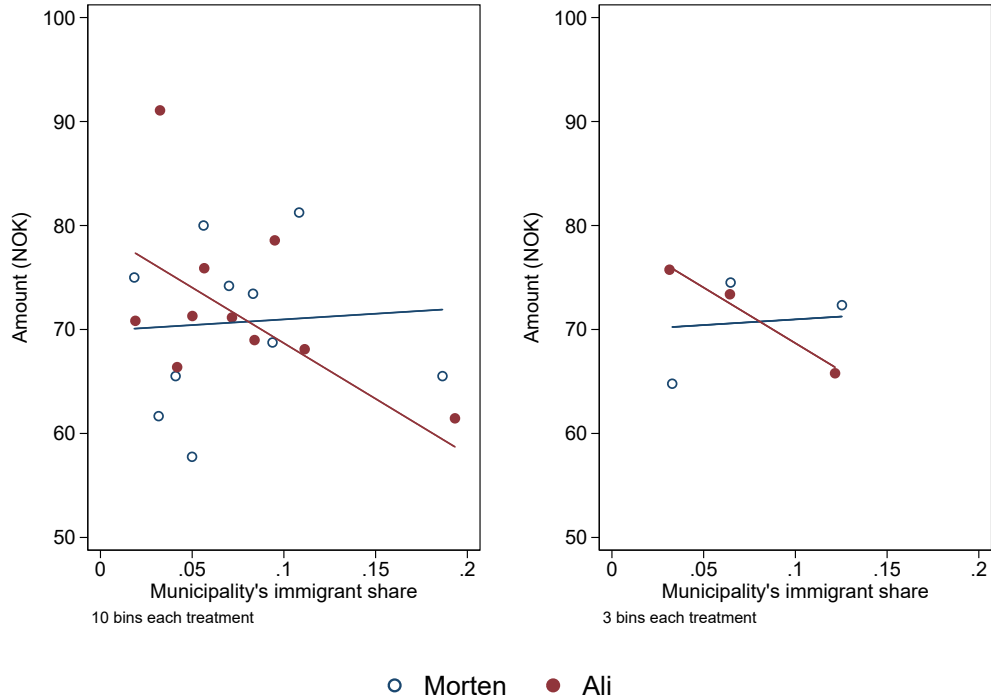 100
90
80
70
60
50
Amount (NOK)
0 .05 .1 .15 .2
Municipality's immigrant share
10 bins each treatment
100
90
80
70
60
50
Amount (NOK)
0 .05 .1 .15 .2
Municipality's immigrant share
3 bins each treatment
Morten Ali